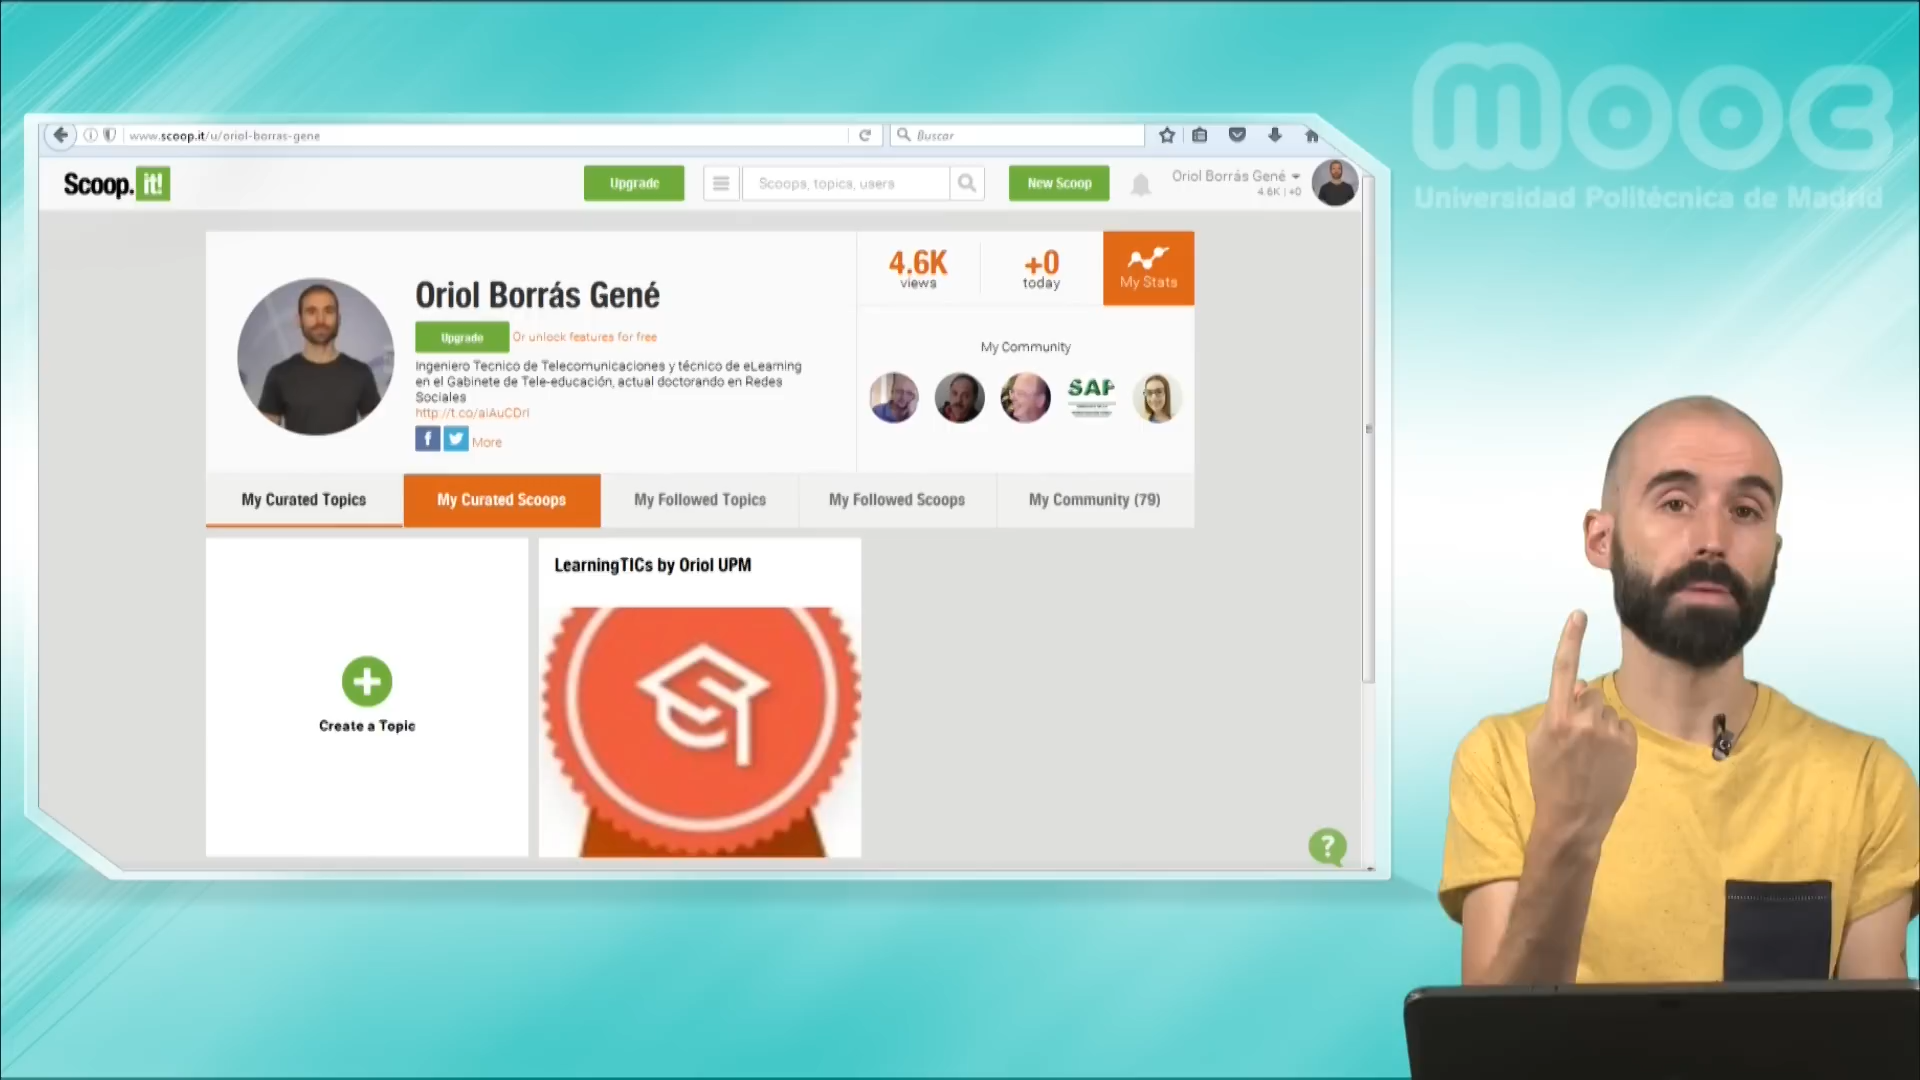 mooc
Universidad Politécnica de Madrid
www.scoop.it/u/oriol-borras-gene
Buscar
Scoop.it!
Upgrade
Scoops, topics, users
New Scoop
Oriol Borrás Gené
4.6K | +0
Oriol Borrás Gené
Upgrade Or unlock features for free
Ingeniero Tecnico de Telecomunicaciones y técnico de eLearning
en el Gabinete de Tele-educación, actual doctorando en Redes
Sociales
http://t.co/aiAuCDrI
f More
4.6K
views
+0
today
My Stats
My Community
SAP
My Curated Topics
My Curated Scoops
My Followed Topics
My Followed Scoops
My Community (79)
Create a Topic
LearningTICs by Oriol UPM
?